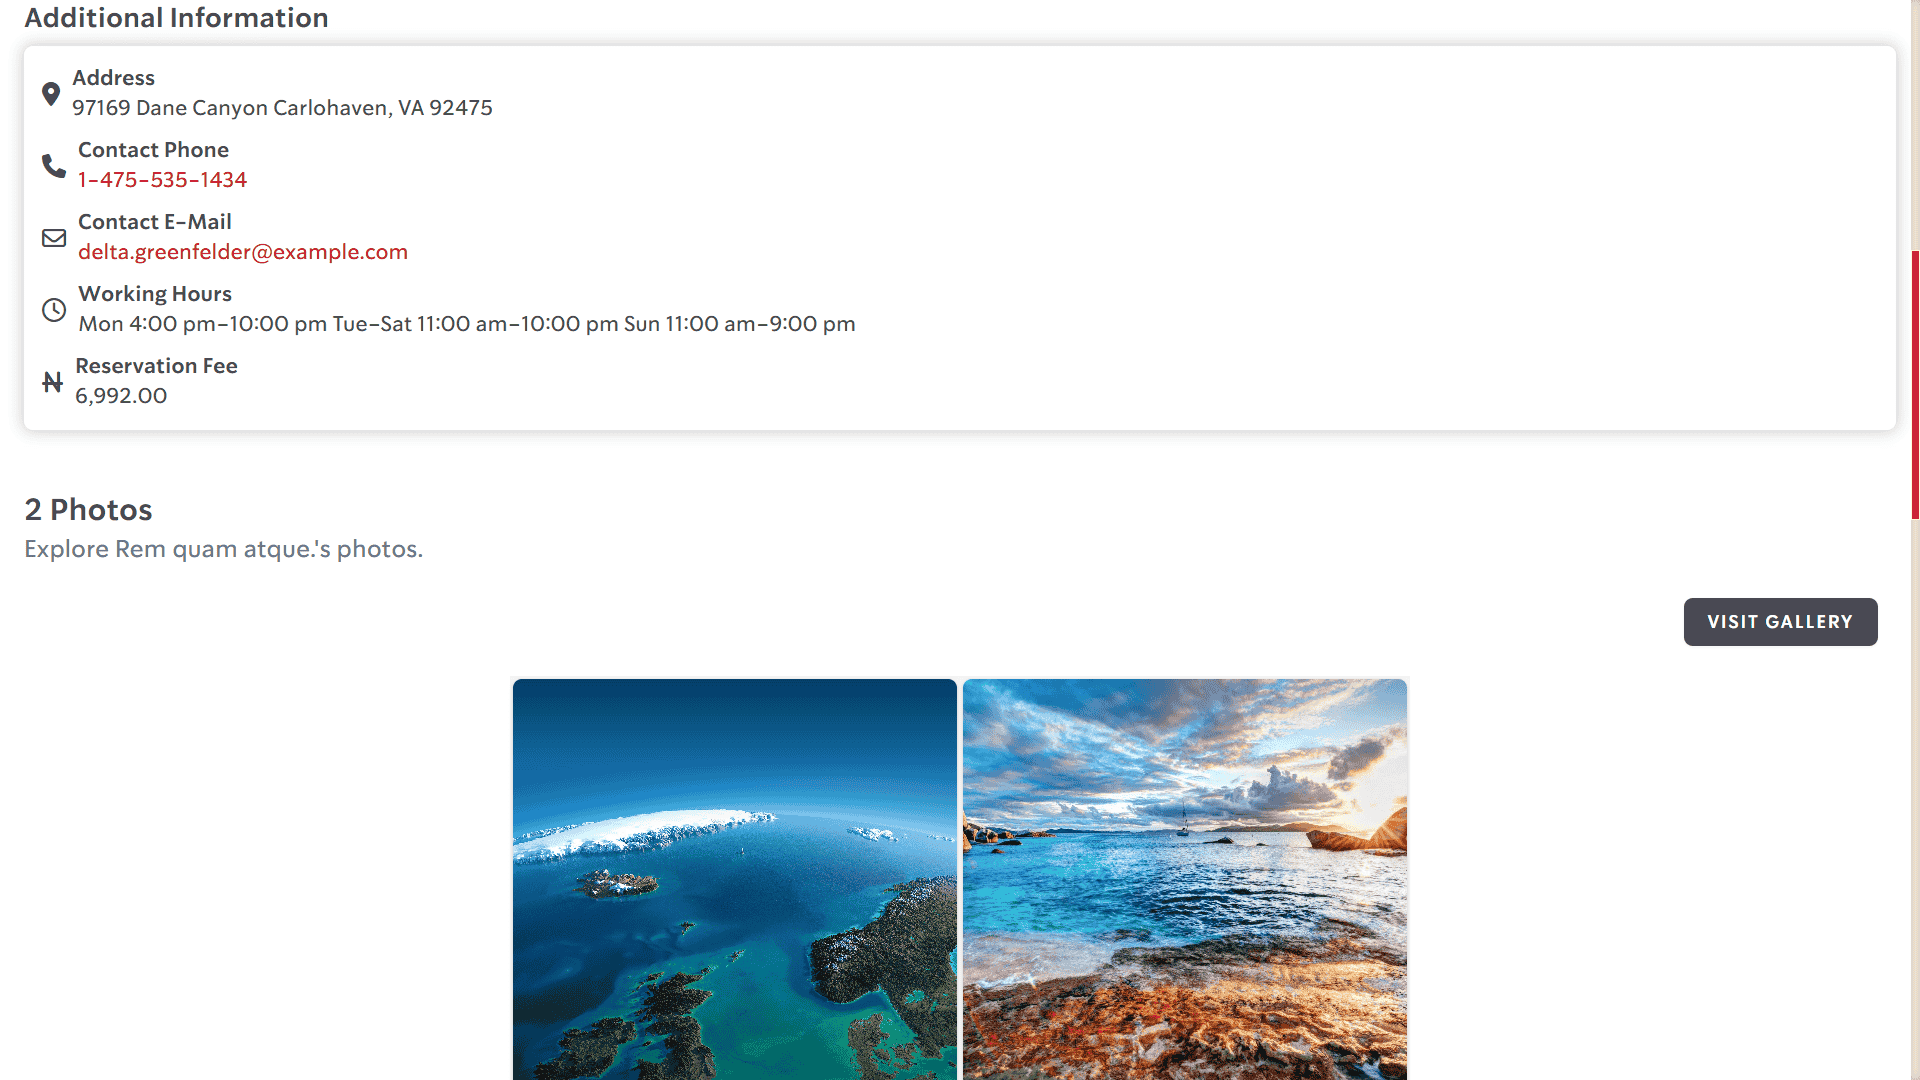 Additional Information
Address
97169 Dane Canyon Carlohaven, VA 92475
Contact Phone
1-475-535-1434
Contact E-Mail
delta.greenfelder@example.com
Working Hours
Mon 4:00 pm-10:00 pm Tue-Sat 11:00 am-10:00 pm Sun 11:00 am-9:00 pm
₦ Reservation Fee
6,992.00
2 Photos
Explore Rem quam atque.'s photos.
VISIT GALLERY